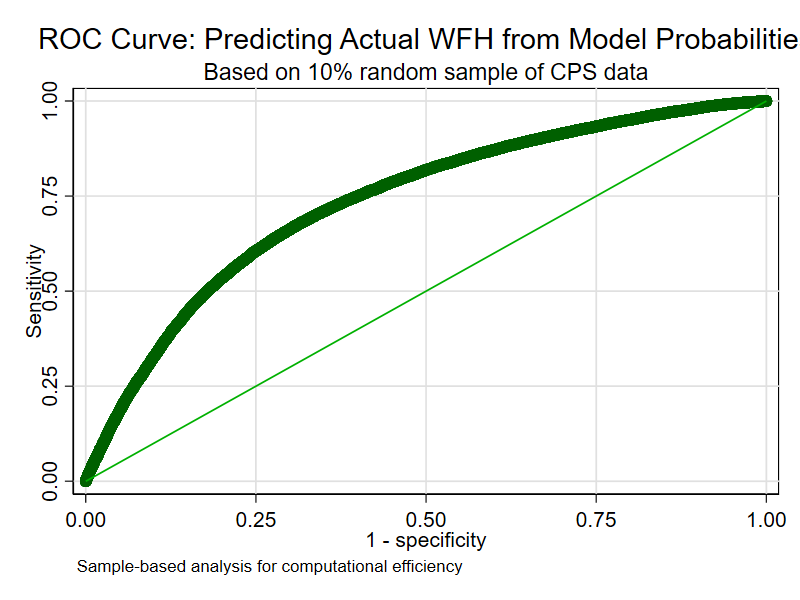 ROC Curve: Predicting Actual WFH from Model Probabilitie
Based on 10% random sample of CPS data
1.00
0.75
0.50
0.25
0.00
Sensitivity
0.00 0.25 0.50 0.75 1.00
1 - specificity
Sample-based analysis for computational efficiency